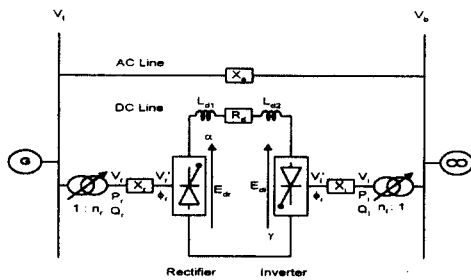 V_t
V_b
AC Line
X_a
DC Line
L_d1
R_d
L_d2
α
G
∞
V_r
P_r
Q_r
X_r
V_r'
ϕ_r
E_dr
V_i'
ϕ_i
X_i
V_i
P_i
Q_i
1 : n_r
n_i : 1
γ
Rectifier
Inverter